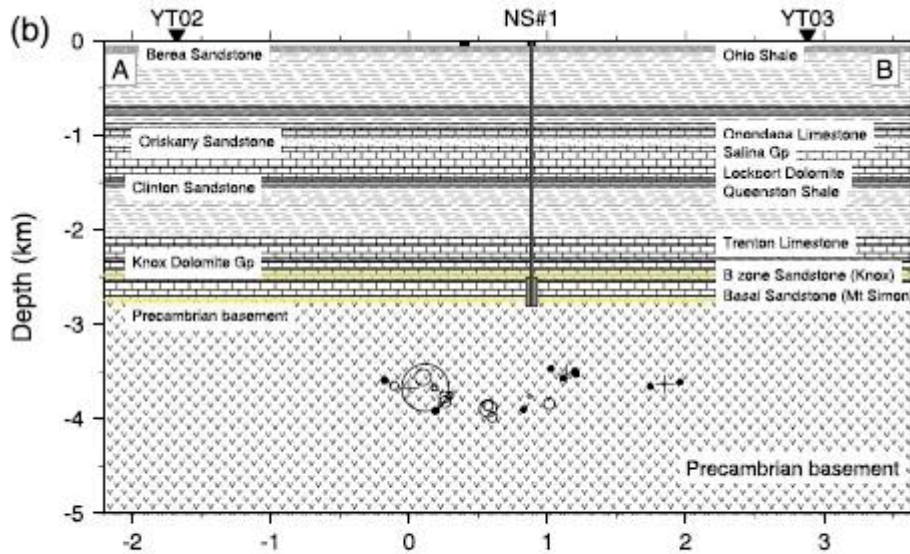 (b)
YT02 NS#1 YT03
0
Berea Sandstone Ohio Shale
A B
-1
Oriskany Sandstone Onondaga Limestone
Salina Gp
Lockport Dolomite
Clinton Sandstone Queenston Shale
-2
Trenton Limestone
Knox Dolomite Gp
B zone Sandstone (Knox)
Basal Sandstone (Mt Simon
Precambrian basement
-3
Depth (km)
-4
Precambrian basement
-5
-2 -1 0 1 2 3